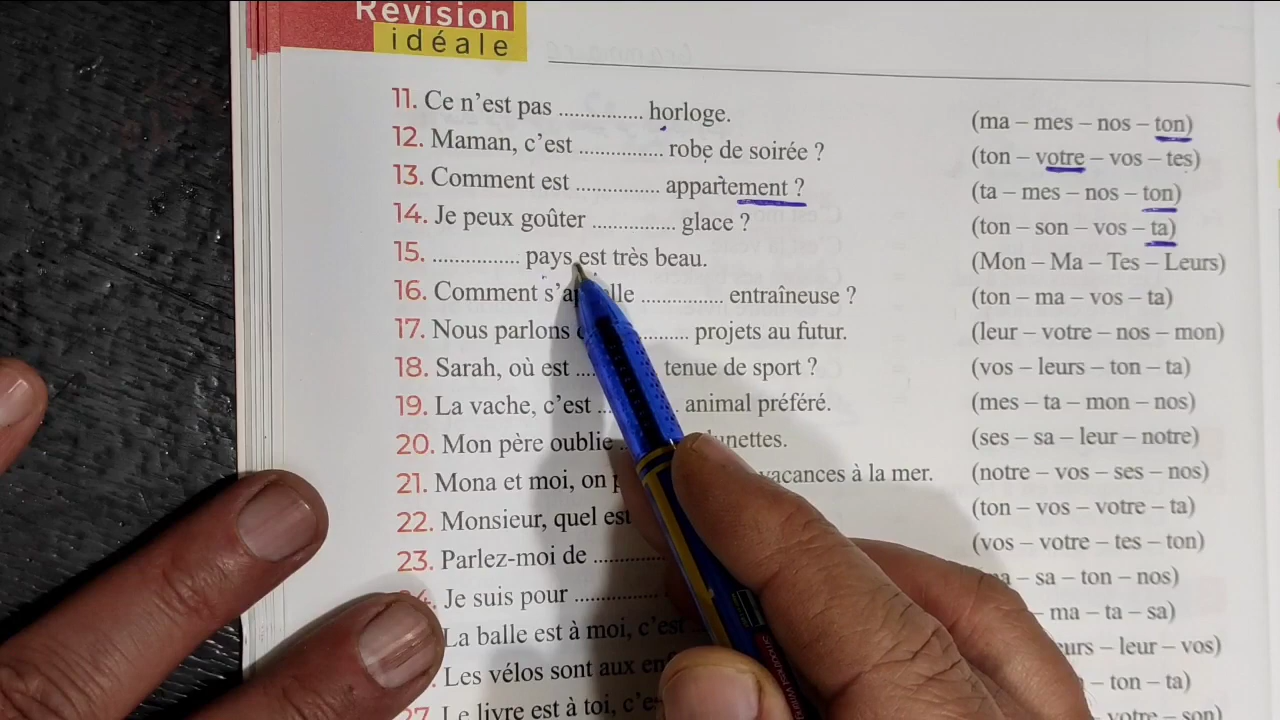 Révision
idéale
11. Ce n'est pas ................ horloge. (ma – mes – nos – ton)
12. Maman, c'est ................ robe de soirée ? (ton – votre – vos – tes)
13. Comment est ................ appartement ? (ta – mes – nos – ton)
14. Je peux goûter ................ glace ? (ton – son – vos – ta)
15. ................ pays est très beau. (Mon – Ma – Tes – Leurs)
16. Comment s'appelle ................ entraîneuse ? (ton – ma – vos – ta)
17. Nous parlons ......... projets au futur. (leur – votre – nos – mon)
18. Sarah, où est .... tenue de sport ? (vos – leurs – ton – ta)
19. La vache, c'est .... animal préféré. (mes – ta – mon – nos)
20. Mon père oublie .. lunettes. (ses – sa – leur – notre)
21. Mona et moi, on vacances à la mer. (notre – vos – ses – nos)
22. Monsieur, quel est (ton – vos – votre – ta)
23. Parlez-moi de ............ (vos – votre – tes – ton)
Je suis pour ............... – sa – ton – nos)
La balle est à moi, c'est – ma – ta – sa)
Les vélos sont aux – leur – vos)
27. Le livre est à toi, – ton – ta)
votre – son)